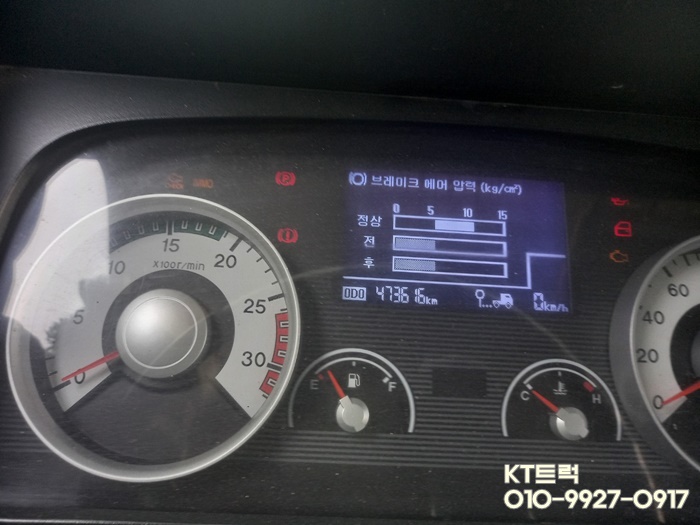 브레이크 에어 압력 (kg/cm²)
0 5 10 15
정상
전
후
ODO 473616km
0km/h
5 10 15 20 25 30
0
X100r/min
E F
C H
0 20 40 60
KT트럭
010-9927-0917